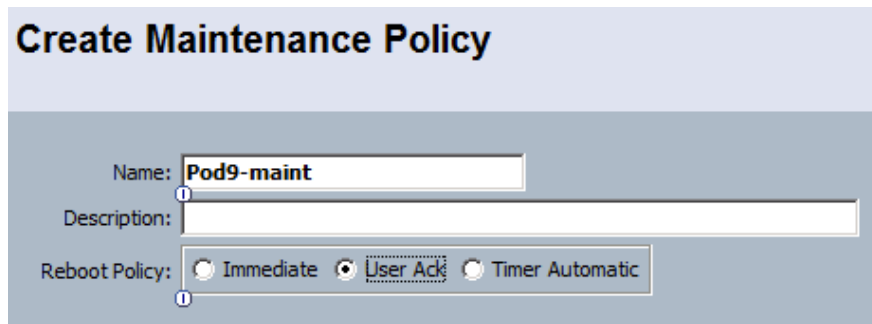 Create Maintenance Policy
Name: Pod9-maint
Description:
Reboot Policy: Immediate User Ack Timer Automatic